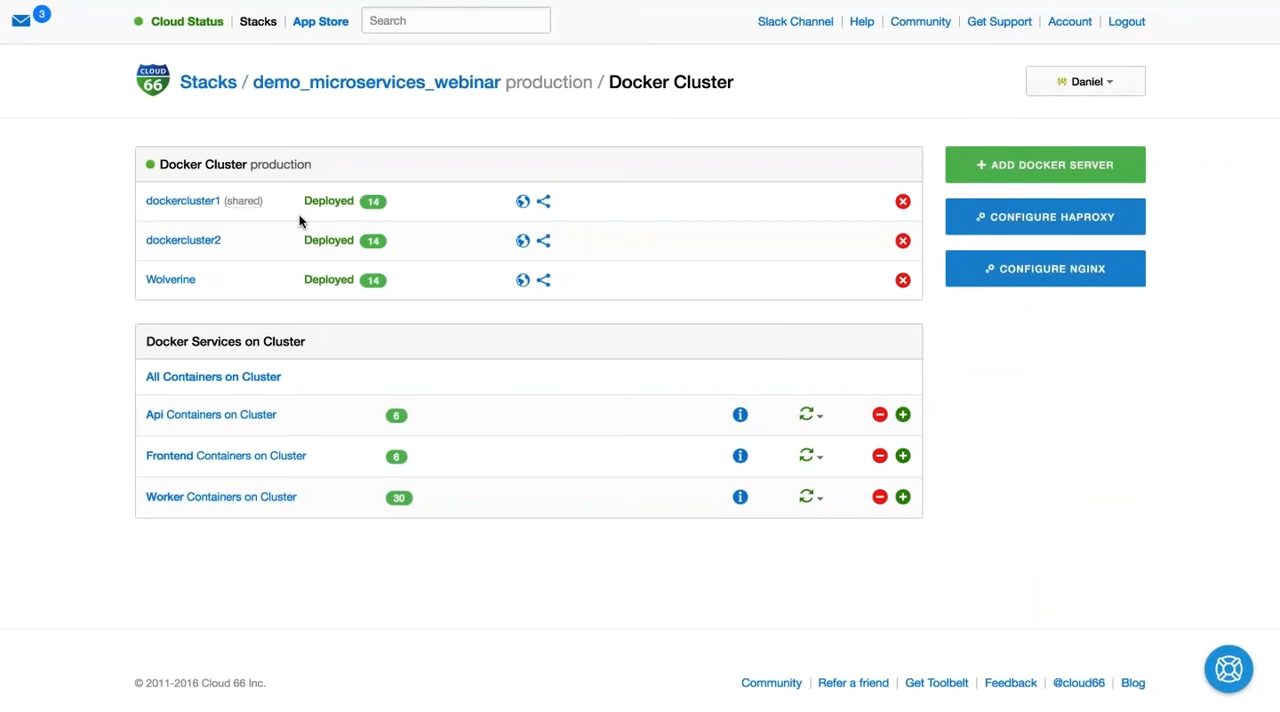 3
Cloud Status | Stacks | App Store Search Slack Channel | Help | Community | Get Support | Account | Logout
CLOUD 66 Stacks / demo_microservices_webinar production / Docker Cluster Daniel
Docker Cluster production + ADD DOCKER SERVER
dockercluster1 (shared) Deployed 14
CONFIGURE HAPROXY
dockercluster2 Deployed 14
CONFIGURE NGINX
Wolverine Deployed 14
Docker Services on Cluster
All Containers on Cluster
Api Containers on Cluster 6
Frontend Containers on Cluster 6
Worker Containers on Cluster 30
© 2011-2016 Cloud 66 Inc. Community | Refer a friend | Get Toolbelt | Feedback | @cloud66 | Blog